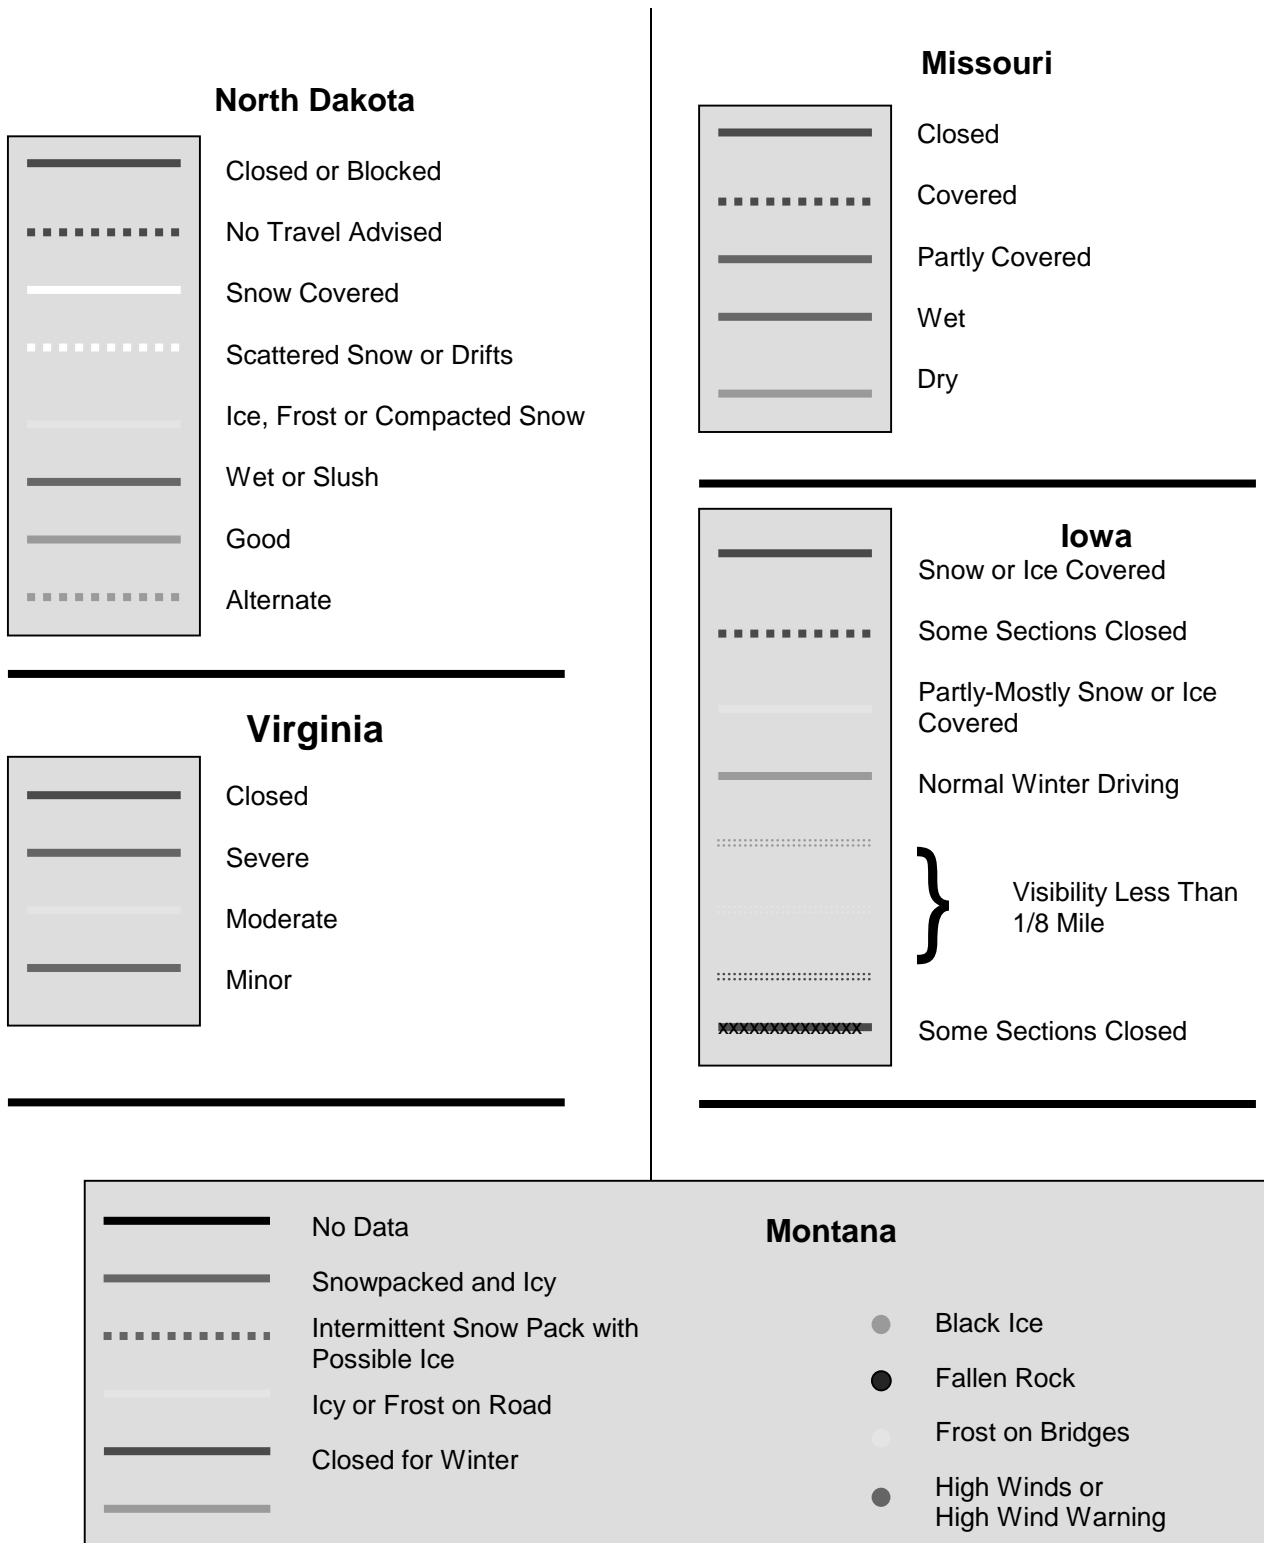 North Dakota
Closed or Blocked
No Travel Advised
Snow Covered
Scattered Snow or Drifts
Ice, Frost or Compacted Snow
Wet or Slush
Good
Alternate
Virginia
Closed
Severe
Moderate
Minor
Missouri
Closed
Covered
Partly Covered
Wet
Dry
Iowa
Snow or Ice Covered
Some Sections Closed
Partly-Mostly Snow or Ice
Covered
Normal Winter Driving
}
Visibility Less Than
1/8 Mile
xxxxxxxxxxxxxx
Some Sections Closed
Montana
No Data
Snowpacked and Icy
Intermittent Snow Pack with
Possible Ice
Icy or Frost on Road
Closed for Winter
Black Ice
Fallen Rock
Frost on Bridges
High Winds or
High Wind Warning